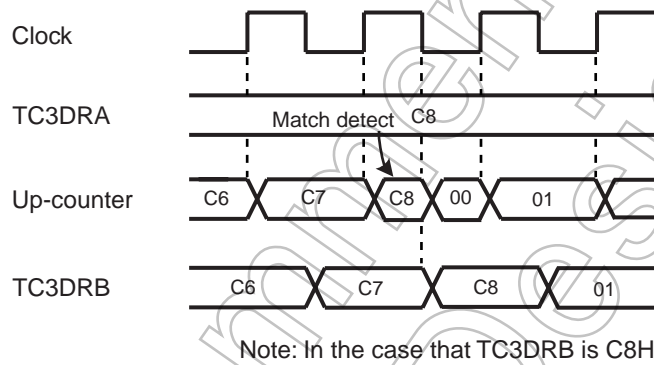 Clock
TC3DRA
Match detect C8
Up-counter C6 C7 C8 00 01
TC3DRB C6 C7 C8 01
Note: In the case that TC3DRB is C8H